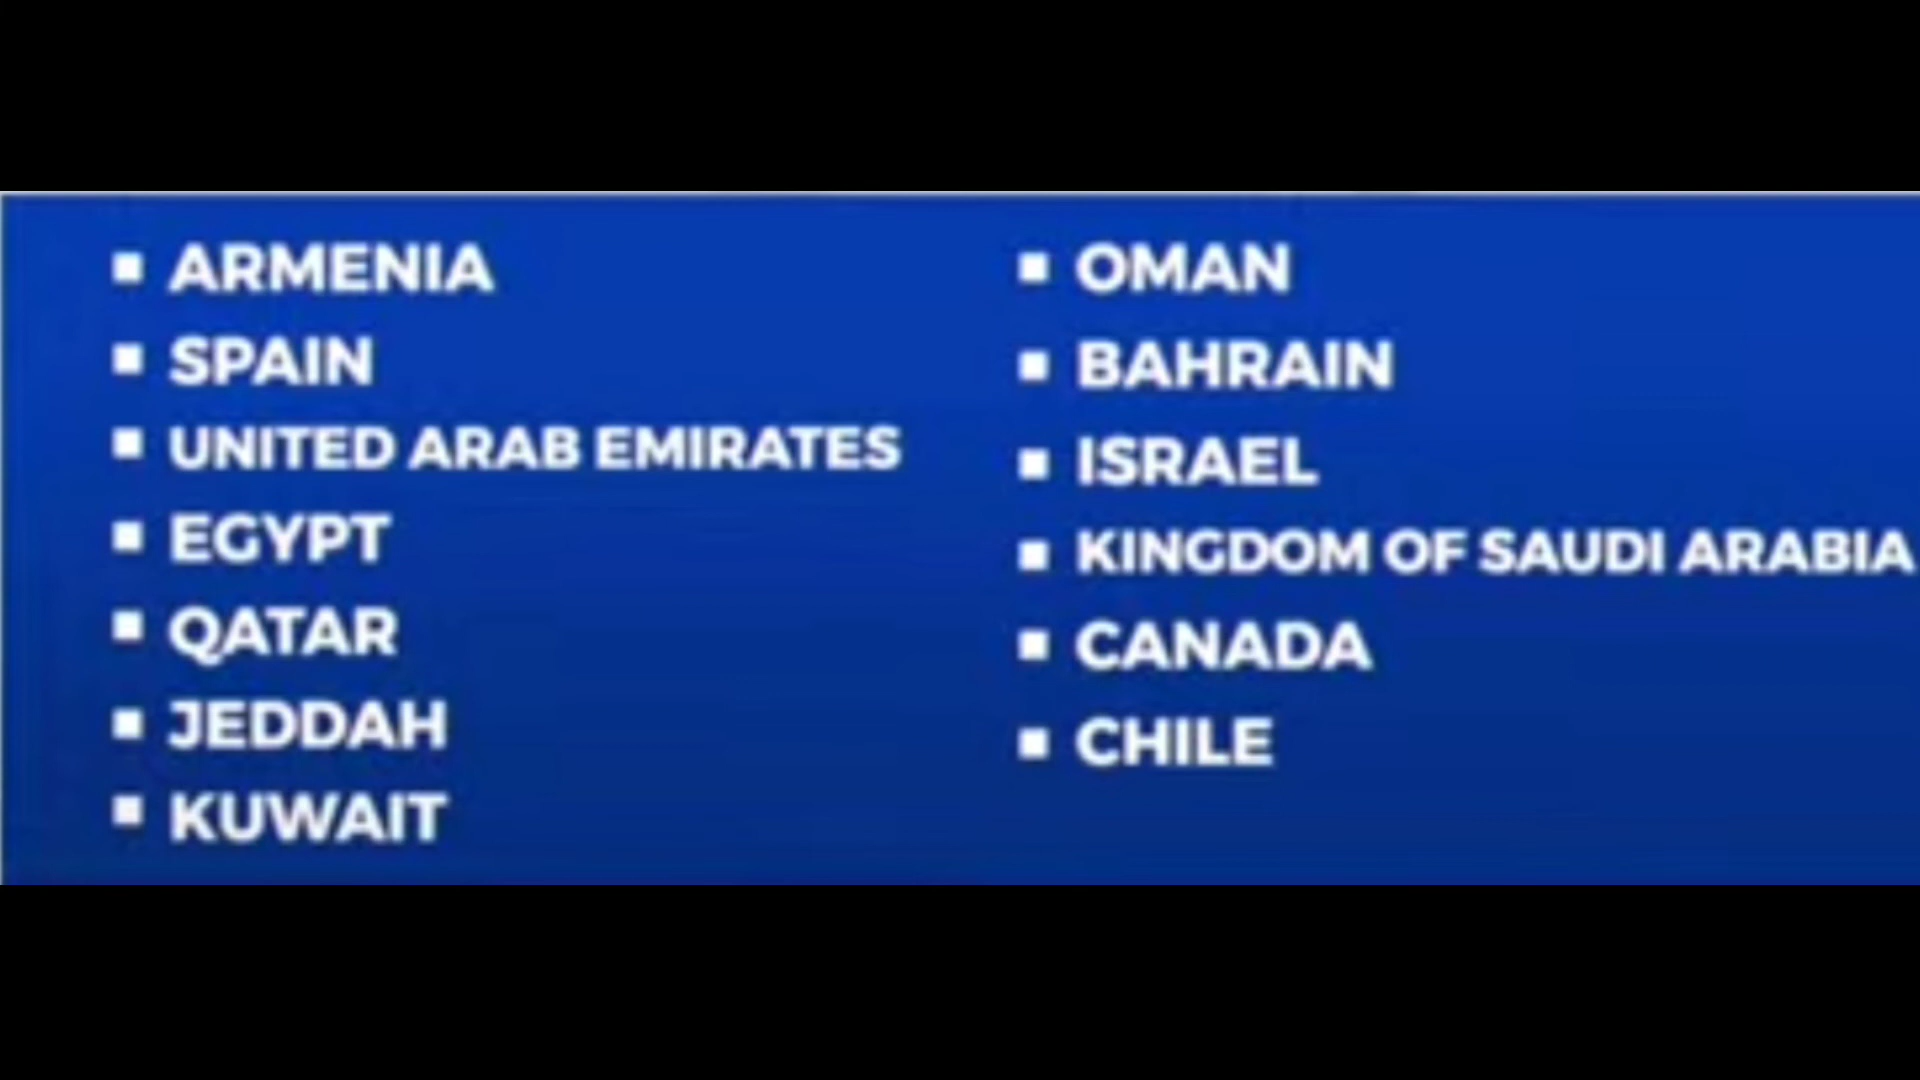 ARMENIA
SPAIN
UNITED ARAB EMIRATES
EGYPT
QATAR
JEDDAH
KUWAIT
OMAN
BAHRAIN
ISRAEL
KINGDOM OF SAUDI ARABIA
CANADA
CHILE